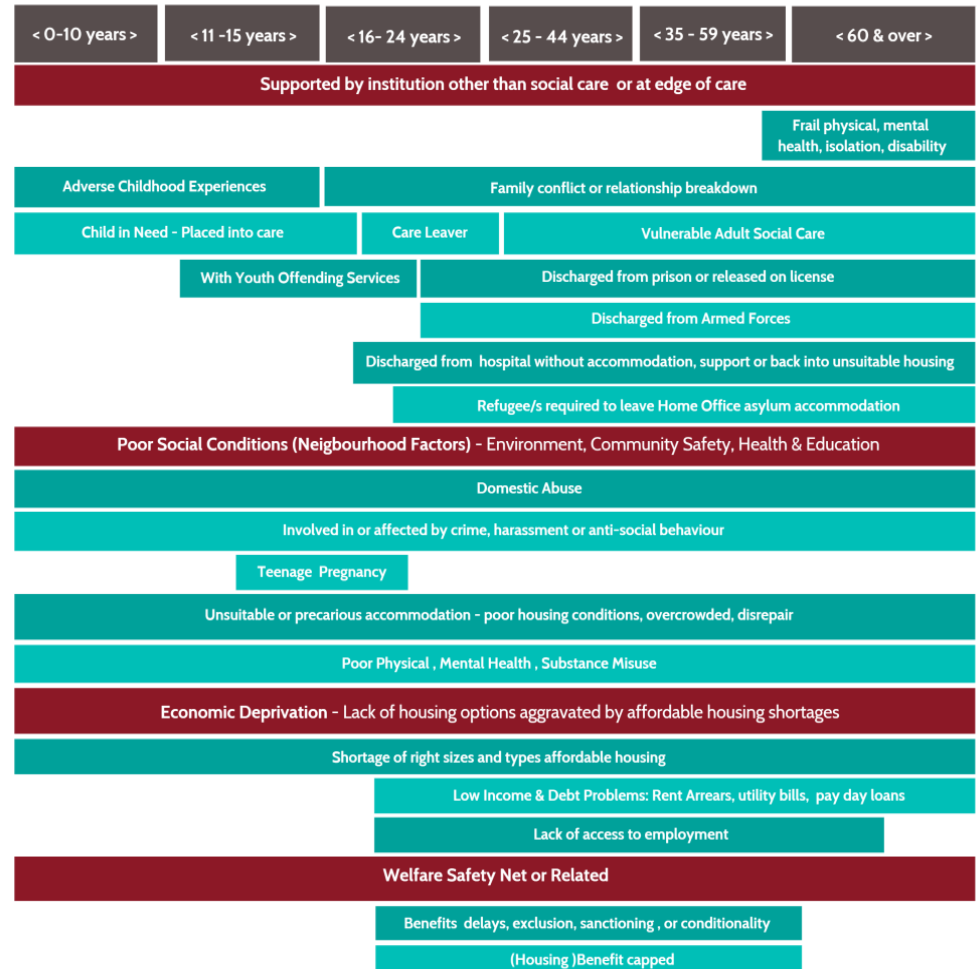 < 0-10 years >
< 11 -15 years >
< 16- 24 years >
< 25 - 44 years >
< 35 - 59 years >
< 60 & over >
Supported by institution other than social care or at edge of care
Frail physical, mental
health, isolation, disability
Adverse Childhood Experiences
Family conflict or relationship breakdown
Child in Need - Placed into care
Care Leaver
Vulnerable Adult Social Care
With Youth Offending Services
Discharged from prison or released on license
Discharged from Armed Forces
Discharged from hospital without accommodation, support or back into unsuitable housing
Refugee/s required to leave Home Office asylum accommodation
Poor Social Conditions (Neigbourhood Factors) - Environment, Community Safety, Health & Education
Domestic Abuse
Involved in or affected by crime, harassment or anti-social behaviour
Teenage Pregnancy
Unsuitable or precarious accommodation - poor housing conditions, overcrowded, disrepair
Poor Physical , Mental Health , Substance Misuse
Economic Deprivation - Lack of housing options aggravated by affordable housing shortages
Shortage of right sizes and types affordable housing
Low Income & Debt Problems: Rent Arrears, utility bills, pay day loans
Lack of access to employment
Welfare Safety Net or Related
Benefits delays, exclusion, sanctioning , or conditionality
(Housing )Benefit capped